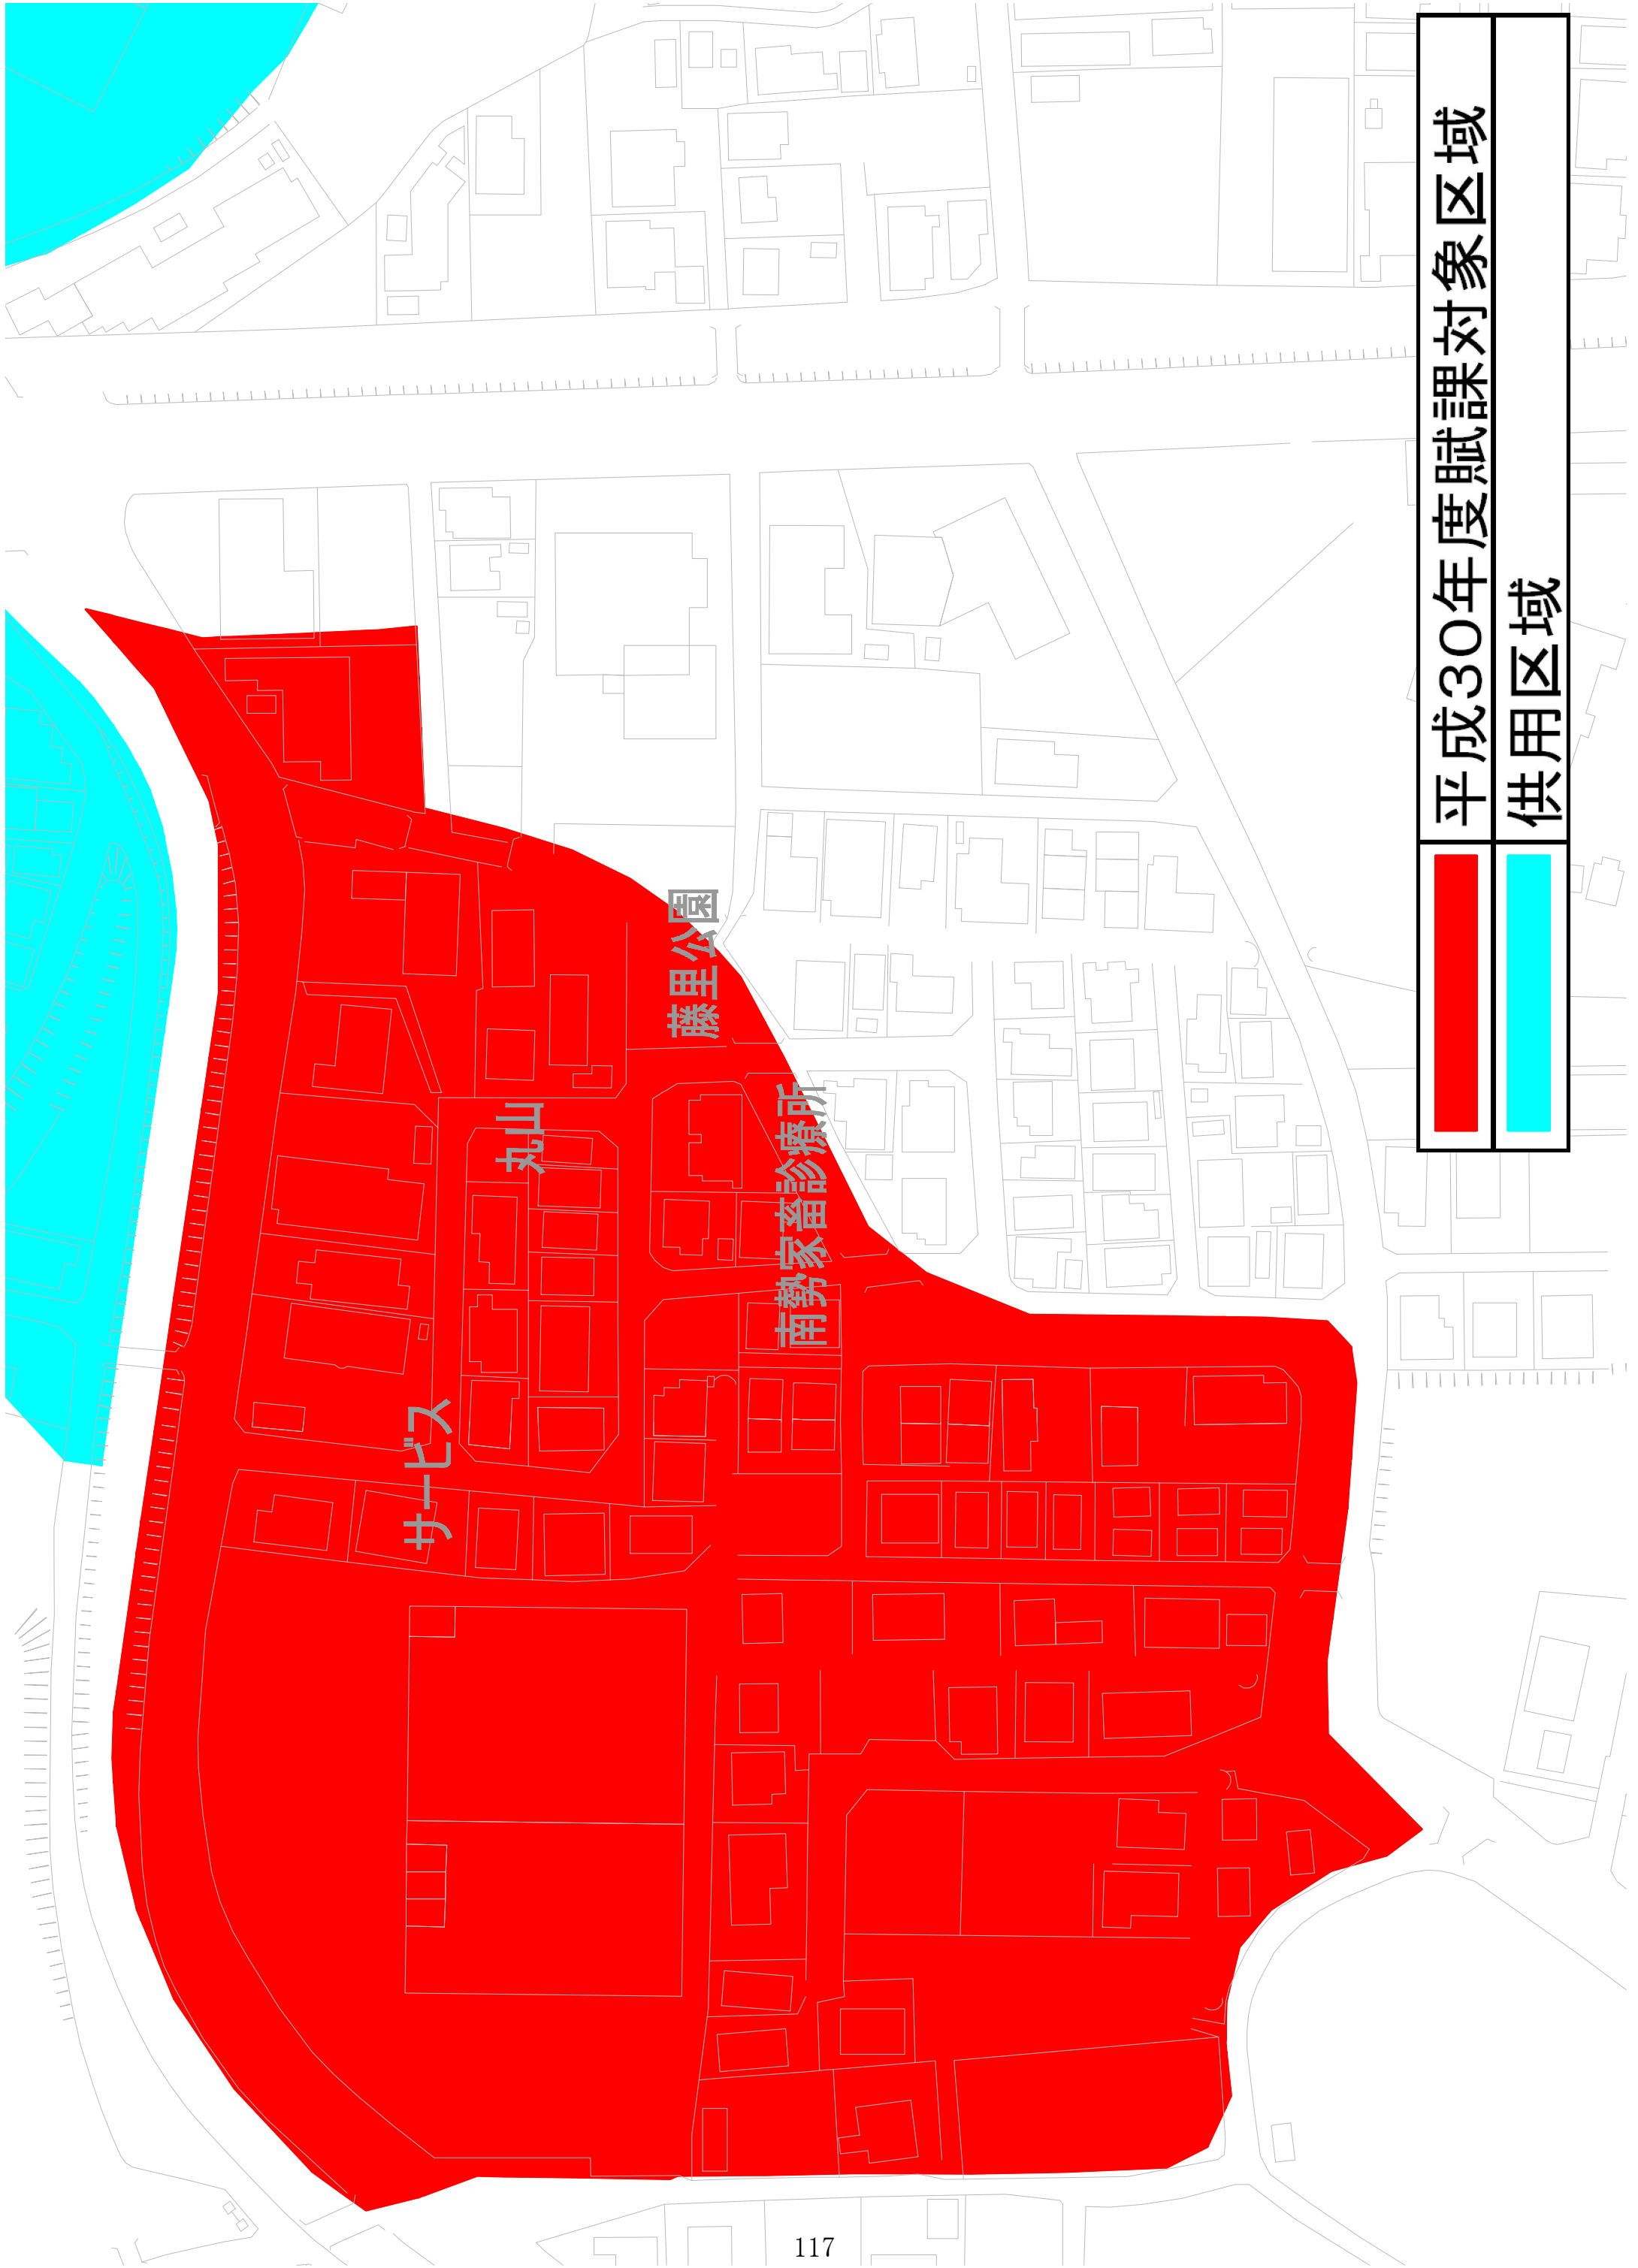 平成30年度賦課対象区域
供用区域
サービス
丸山
藤里公園
南勢家畜診療所
117